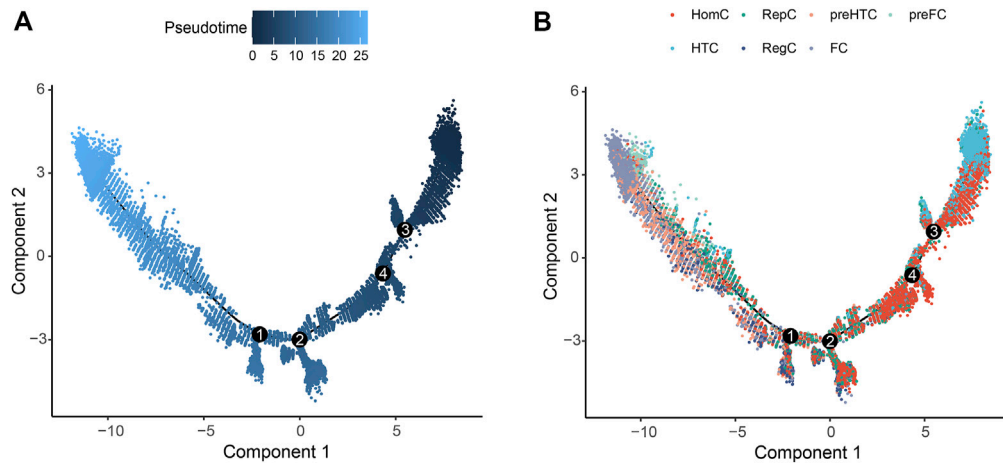 A
Pseudotime
0 5 10 15 20 25
6
3
0
−3
−10 −5 0 5
Component 1
Component 2
1
2
3
4
B
HomC RepC preHTC preFC
HTC RegC FC
6
3
0
−3
−10 −5 0 5
Component 1
Component 2
1
2
3
4